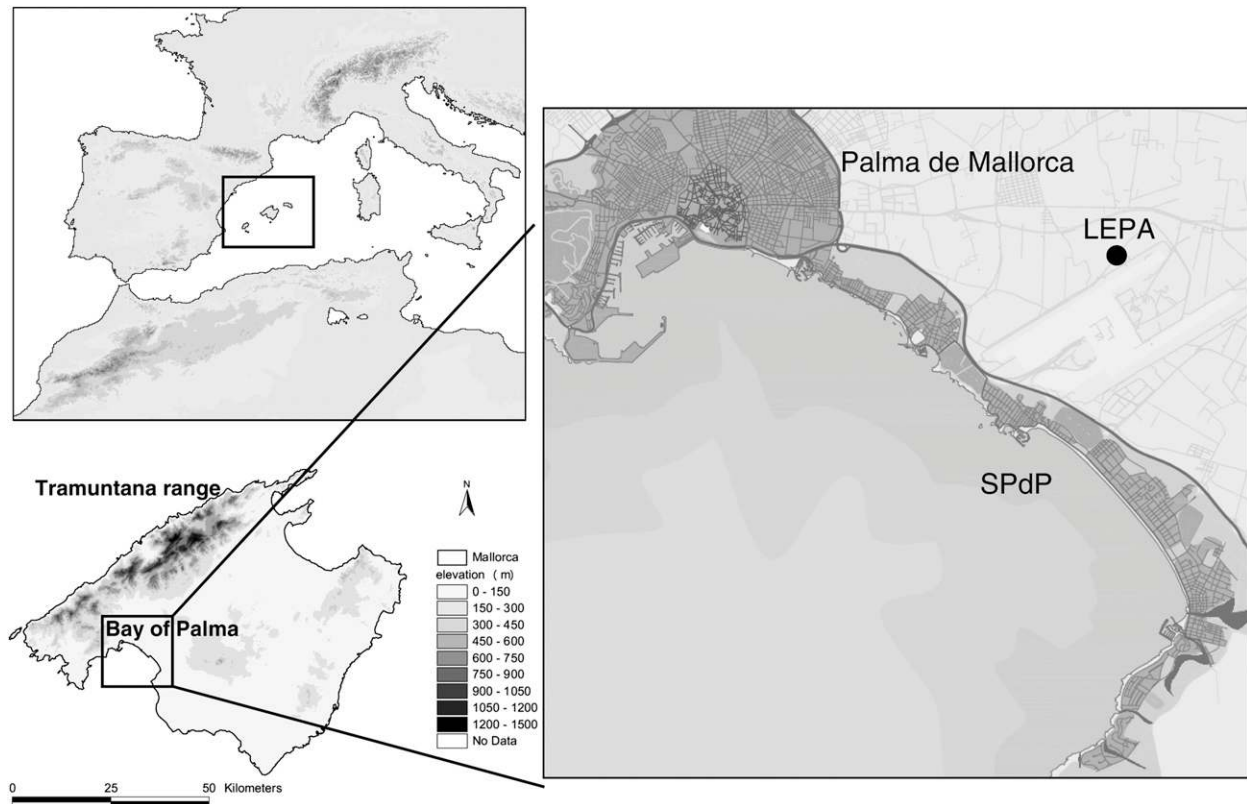 Palma de Mallorca
LEPA
SPdP
Tramuntana range
Bay of Palma
N
Mallorca
elevation ( m)
0 - 150
150 - 300
300 - 450
450 - 600
600 - 750
750 - 900
900 - 1050
1050 - 1200
1200 - 1500
No Data
0 25 50 Kilometers